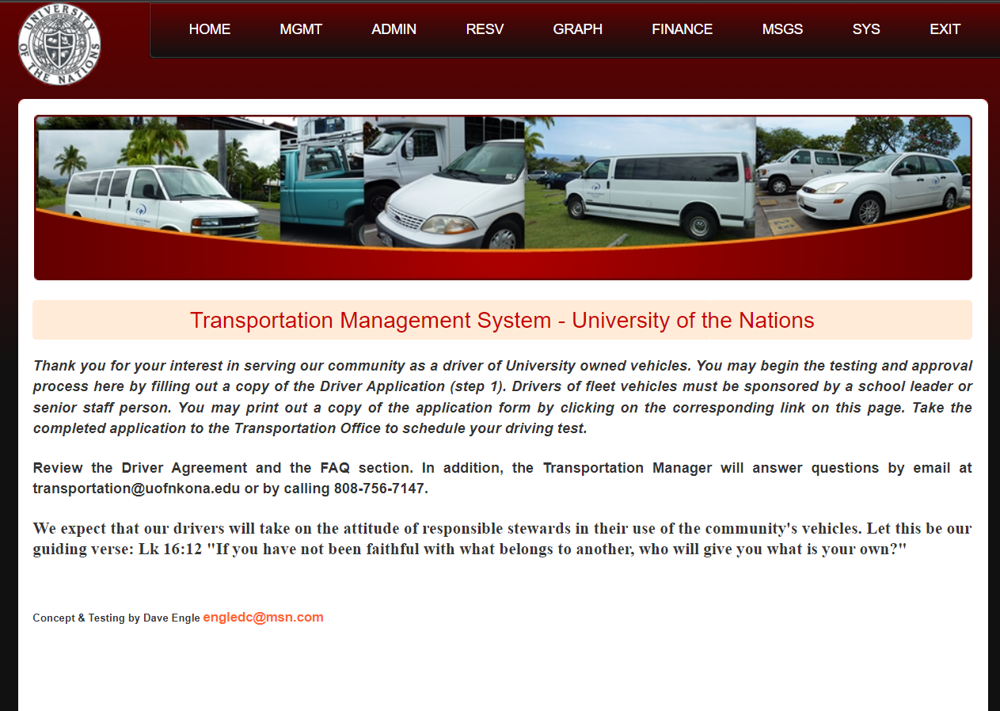 UNIVERSITY OF THE NATIONS
HOME MGMT ADMIN RESV GRAPH FINANCE MSGS SYS EXIT
Transportation Management System - University of the Nations
Thank you for your interest in serving our community as a driver of University owned vehicles. You may begin the testing and approval
process here by filling out a copy of the Driver Application (step 1). Drivers of fleet vehicles must be sponsored by a school leader or
senior staff person. You may print out a copy of the application form by clicking on the corresponding link on this page. Take the
completed application to the Transportation Office to schedule your driving test.
Review the Driver Agreement and the FAQ section. In addition, the Transportation Manager will answer questions by email at
transportation@uofnkona.edu or by calling 808-756-7147.
We expect that our drivers will take on the attitude of responsible stewards in their use of the community's vehicles. Let this be our
guiding verse: Lk 16:12 "If you have not been faithful with what belongs to another, who will give you what is your own?"
Concept & Testing by Dave Engle engledc@msn.com